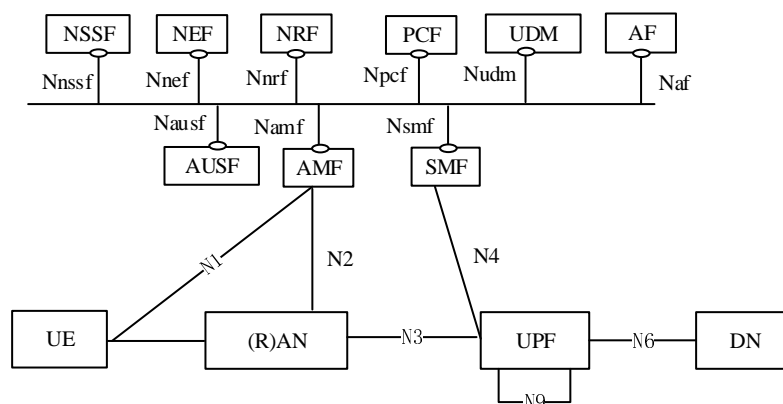 NSSF NEF NRF PCF UDM AF
Nnssf Nnef Nnrf Npcf Nudm Naf
Nausf Namf Nsmf
AUSF AMF SMF
N1 N2 N4
UE (R)AN N3 UPF N6 DN
N9